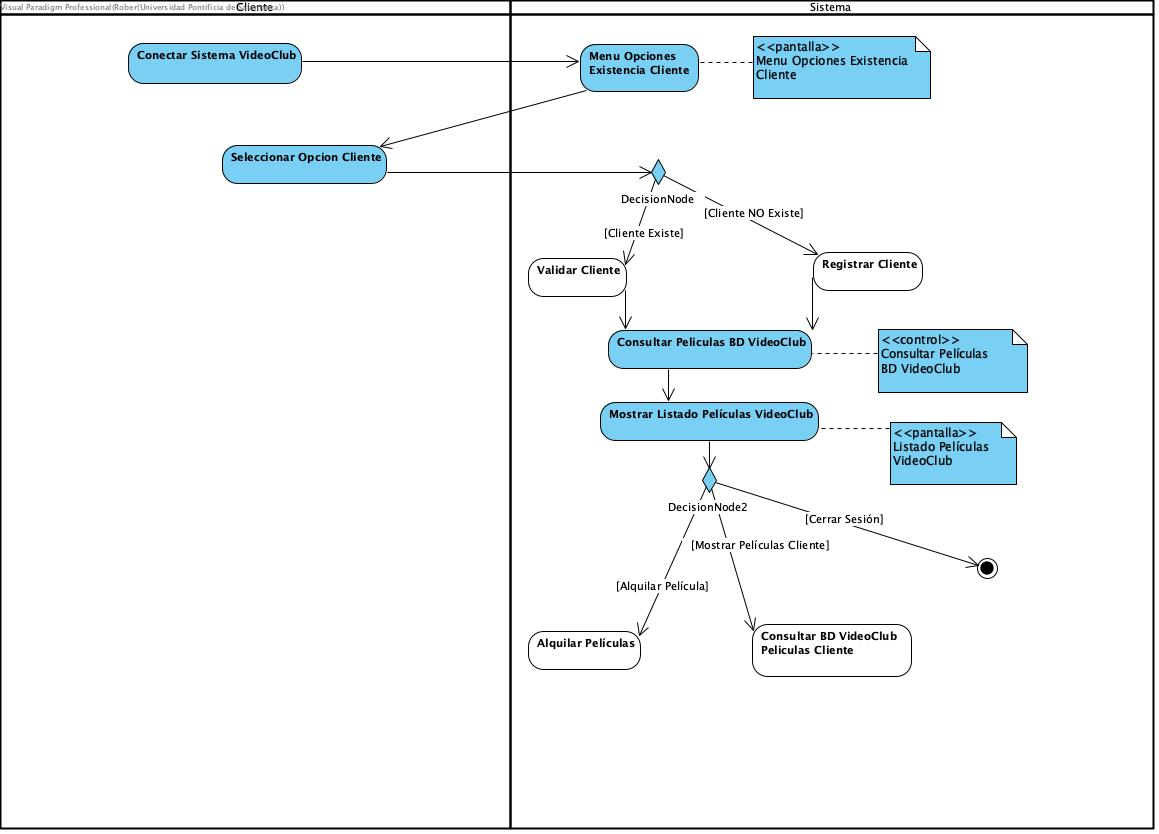 Visual Paradigm Professional(Rober(Universidad Pontificia de
Cliente
Sistema
Conectar Sistema VideoClub
Menu Opciones
Existencia Cliente
<<pantalla>>
Menu Opciones Existencia
Cliente
Seleccionar Opcion Cliente
DecisionNode
[Cliente NO Existe]
[Cliente Existe]
Validar Cliente
Registrar Cliente
Consultar Peliculas BD VideoClub
<<control>>
Consultar Películas
BD VideoClub
Mostrar Listado Películas VideoClub
<<pantalla>>
Listado Películas
VideoClub
DecisionNode2
[Cerrar Sesión]
[Mostrar Películas Cliente]
[Alquilar Película]
Alquilar Películas
Consultar BD VideoClub
Peliculas Cliente